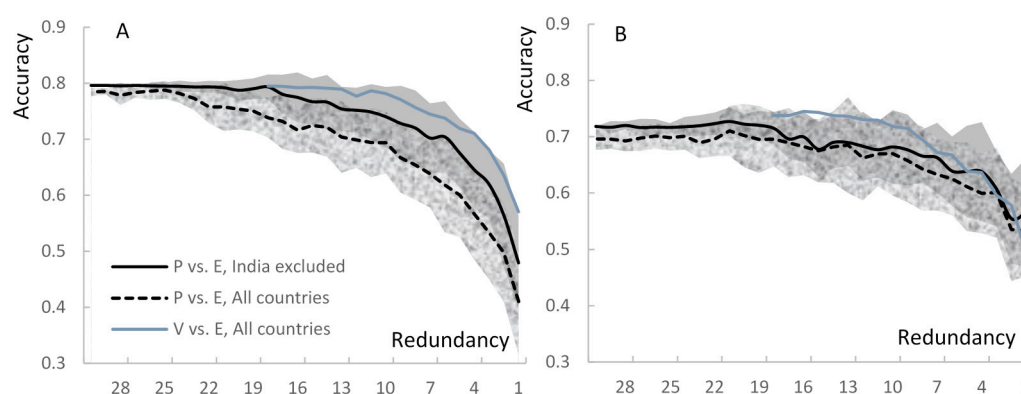 A
Accuracy
0.9
0.8
0.7
0.6
0.5
0.4
0.3
P vs. E, India excluded
P vs. E, All countries
V vs. E, All countries
Redundancy
28 25 22 19 16 13 10 7 4 1
B
Accuracy
0.9
0.8
0.7
0.6
0.5
0.4
0.3
Redundancy
28 25 22 19 16 13 10 7 4